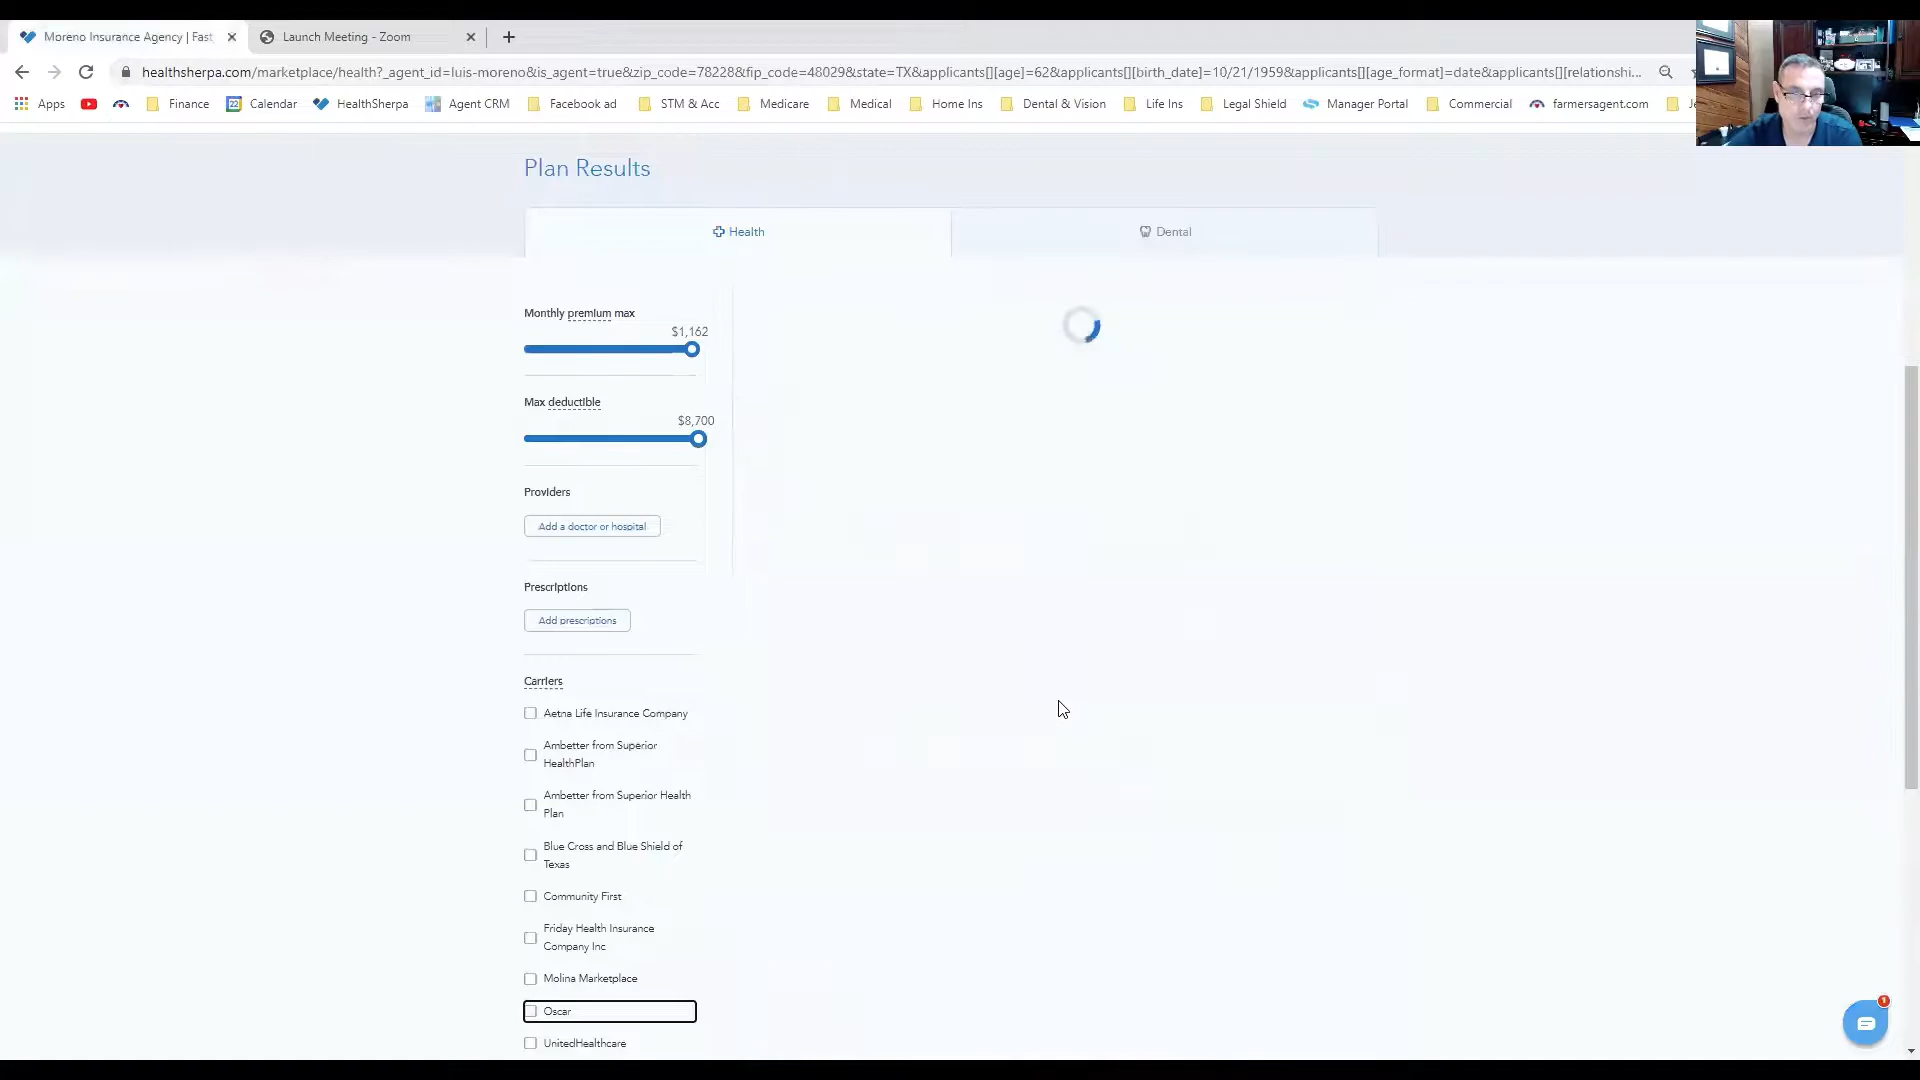 Moreno Insurance Agency | Fast
Launch Meeting - Zoom
healthsherpa.com/marketplace/health?_agent_id=luis-moreno&is_agent=true&zip_code=78228&fip_code=48029&state=TX&applicants[][age]=62&applicants[][birth_date]=10/21/1959&applicants[][age_format]=date&applicants[][relationshi...
Apps Finance 22 Calendar HealthSherpa Agent CRM Facebook ad STM & Acc Medicare Medical Home Ins Dental & Vision Life Ins Legal Shield Manager Portal Commercial farmersagent.com
Plan Results
Health
Dental
Monthly premium max
$1,162
Max deductible
$8,700
Providers
Add a doctor or hospital
Prescriptions
Add prescriptions
Carriers
Aetna Life Insurance Company
Ambetter from Superior
HealthPlan
Ambetter from Superior Health
Plan
Blue Cross and Blue Shield of
Texas
Community First
Friday Health Insurance
Company Inc
Molina Marketplace
Oscar
UnitedHealthcare
1